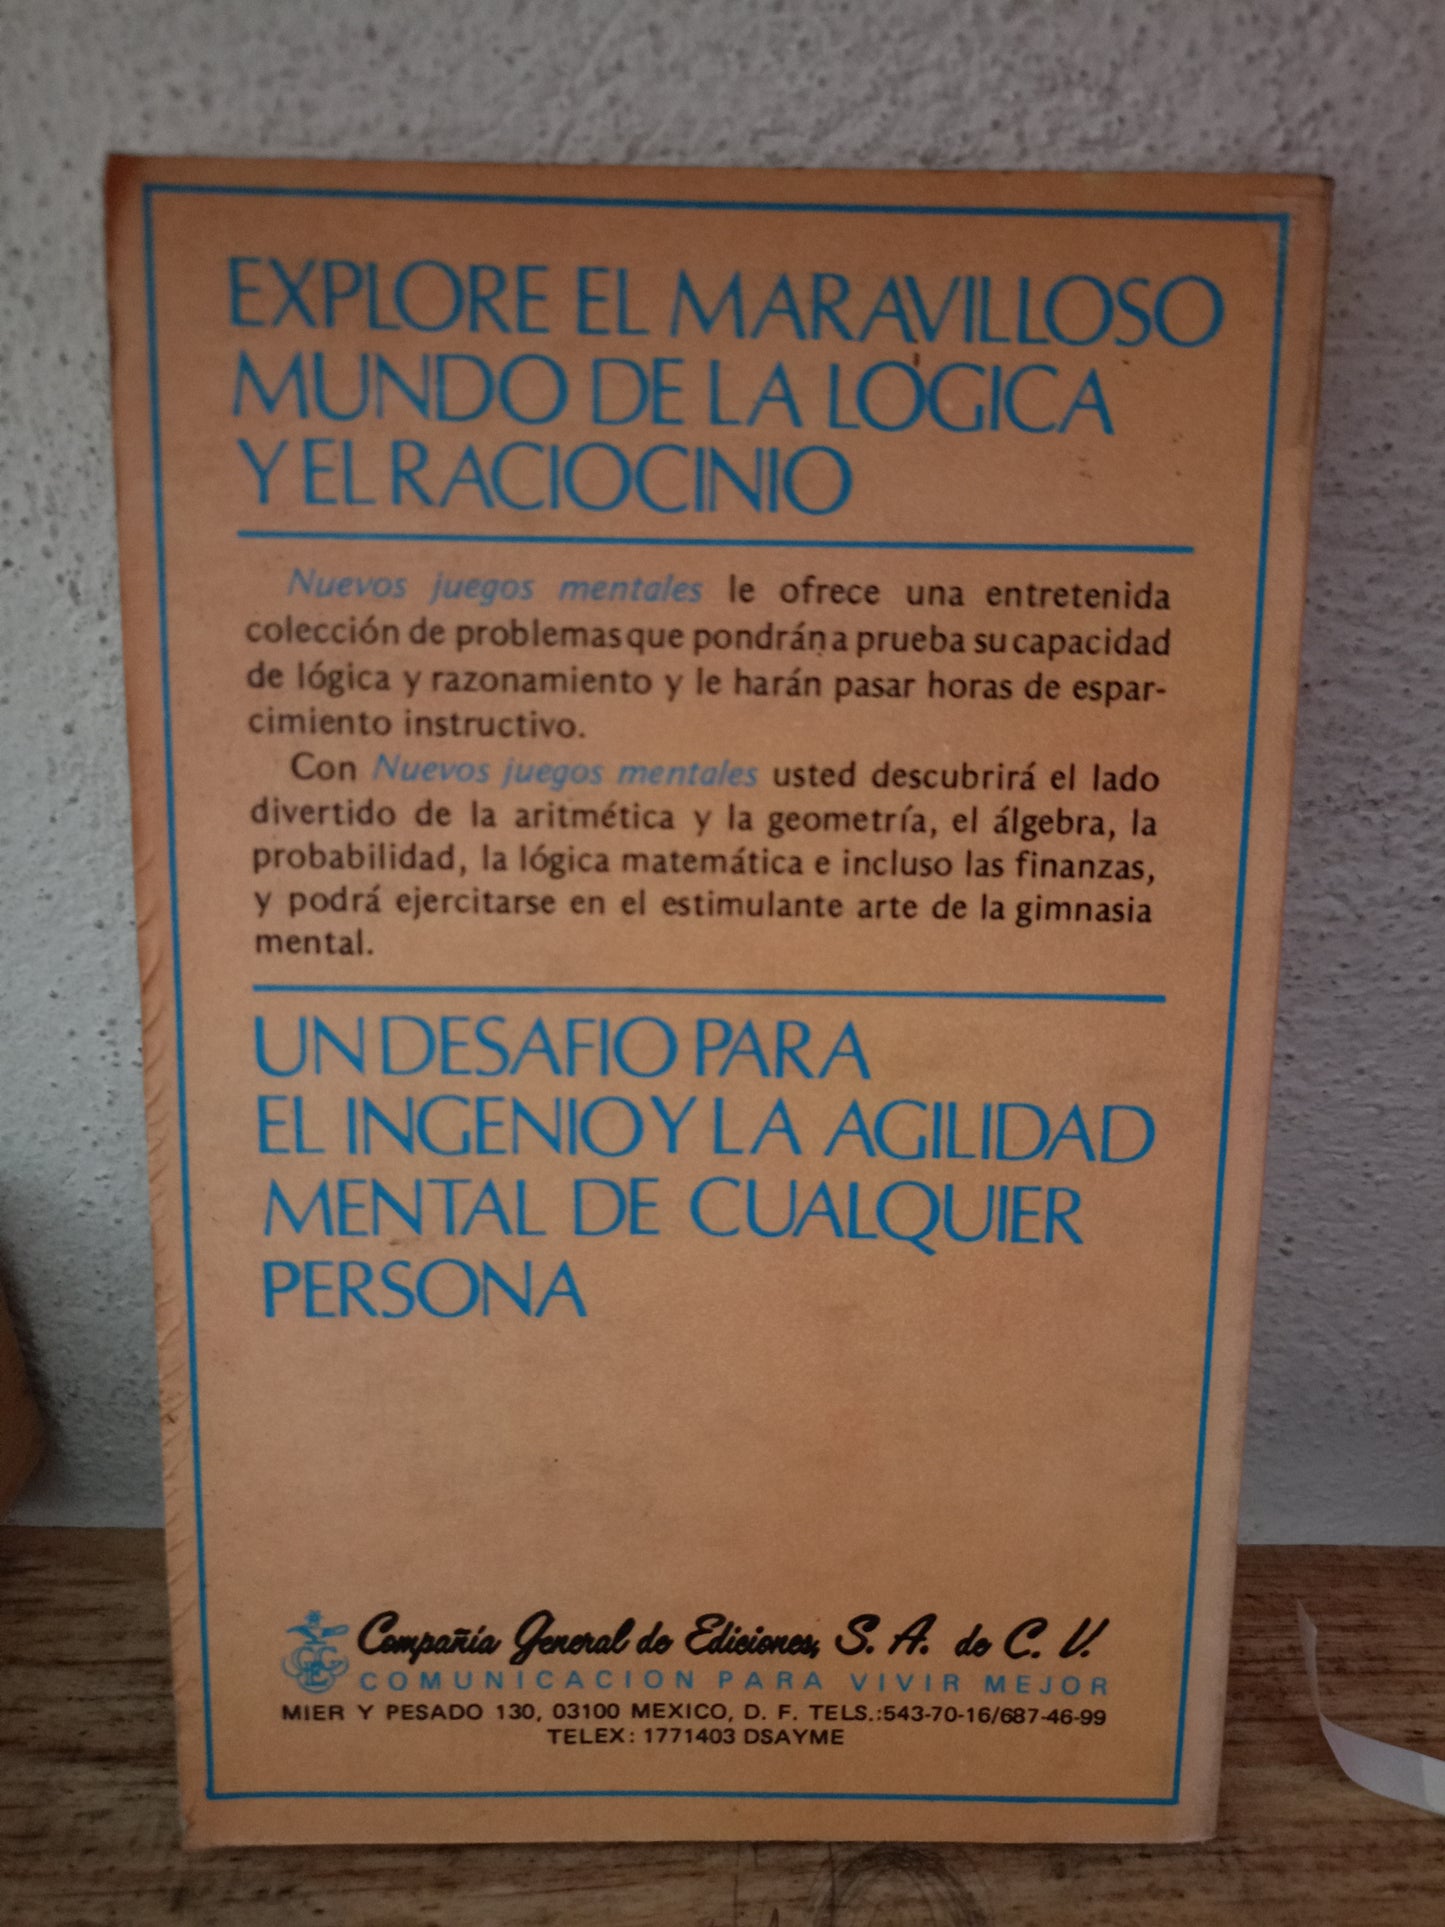 EXPLORE EL MARAVILLOSO
MUNDO DE LA LÓGICA
Y EL RACIOCINIO
Nuevos juegos mentales le ofrece una entretenida
colección de problemas que pondrán a prueba su capacidad
de lógica y razonamiento y le harán pasar horas de espar-
cimiento instructivo.
Con Nuevos juegos mentales usted descubrirá el lado
divertido de la aritmética y la geometría, el álgebra, la
probabilidad, la lógica matemática e incluso las finanzas,
y podrá ejercitarse en el estimulante arte de la gimnasia
mental.
UN DESAFIO PARA
EL INGENIO Y LA AGILIDAD
MENTAL DE CUALQUIER
PERSONA
Compañía General de Ediciones, S. A. de C. V.
COMUNICACION PARA VIVIR MEJOR
MIER Y PESADO 130, 03100 MEXICO, D. F. TELS.:543-70-16/687-46-99
TELEX: 1771403 DSAYME